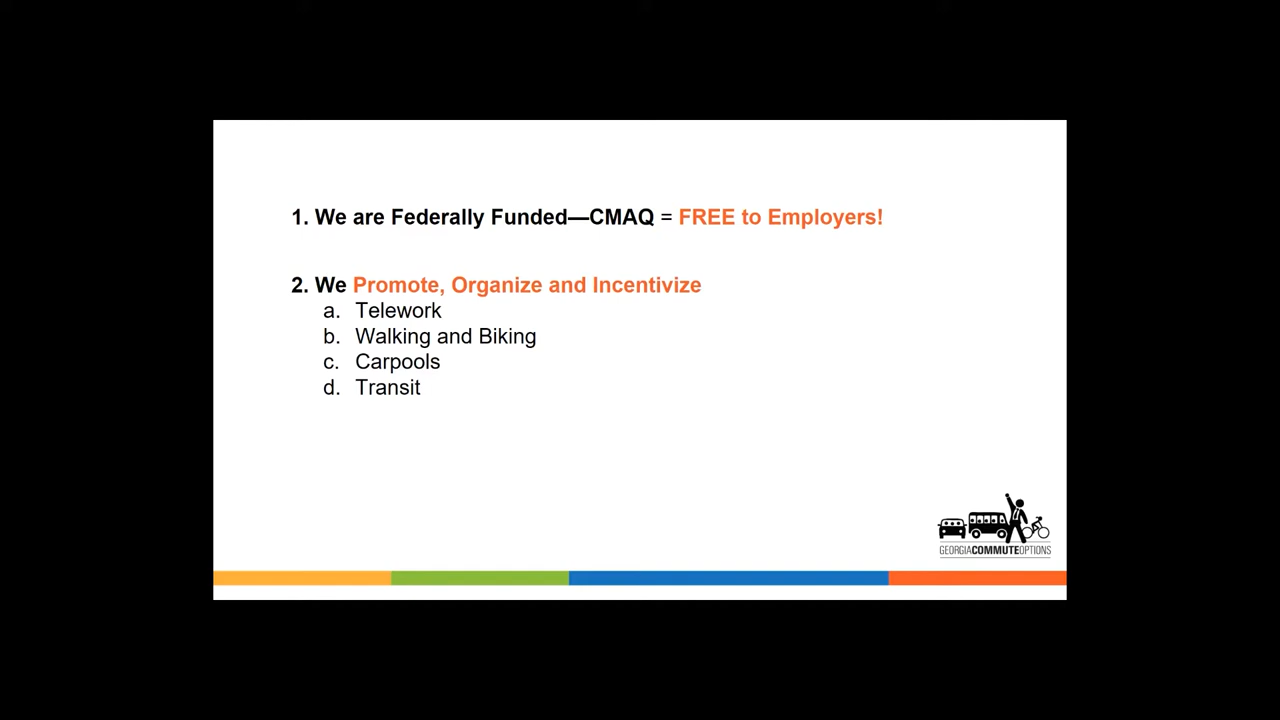 1. We are Federally Funded—CMAQ = FREE to Employers!
2. We Promote, Organize and Incentivize
a. Telework
b. Walking and Biking
c. Carpools
d. Transit
GEORGIACOMMUTEOPTIONS